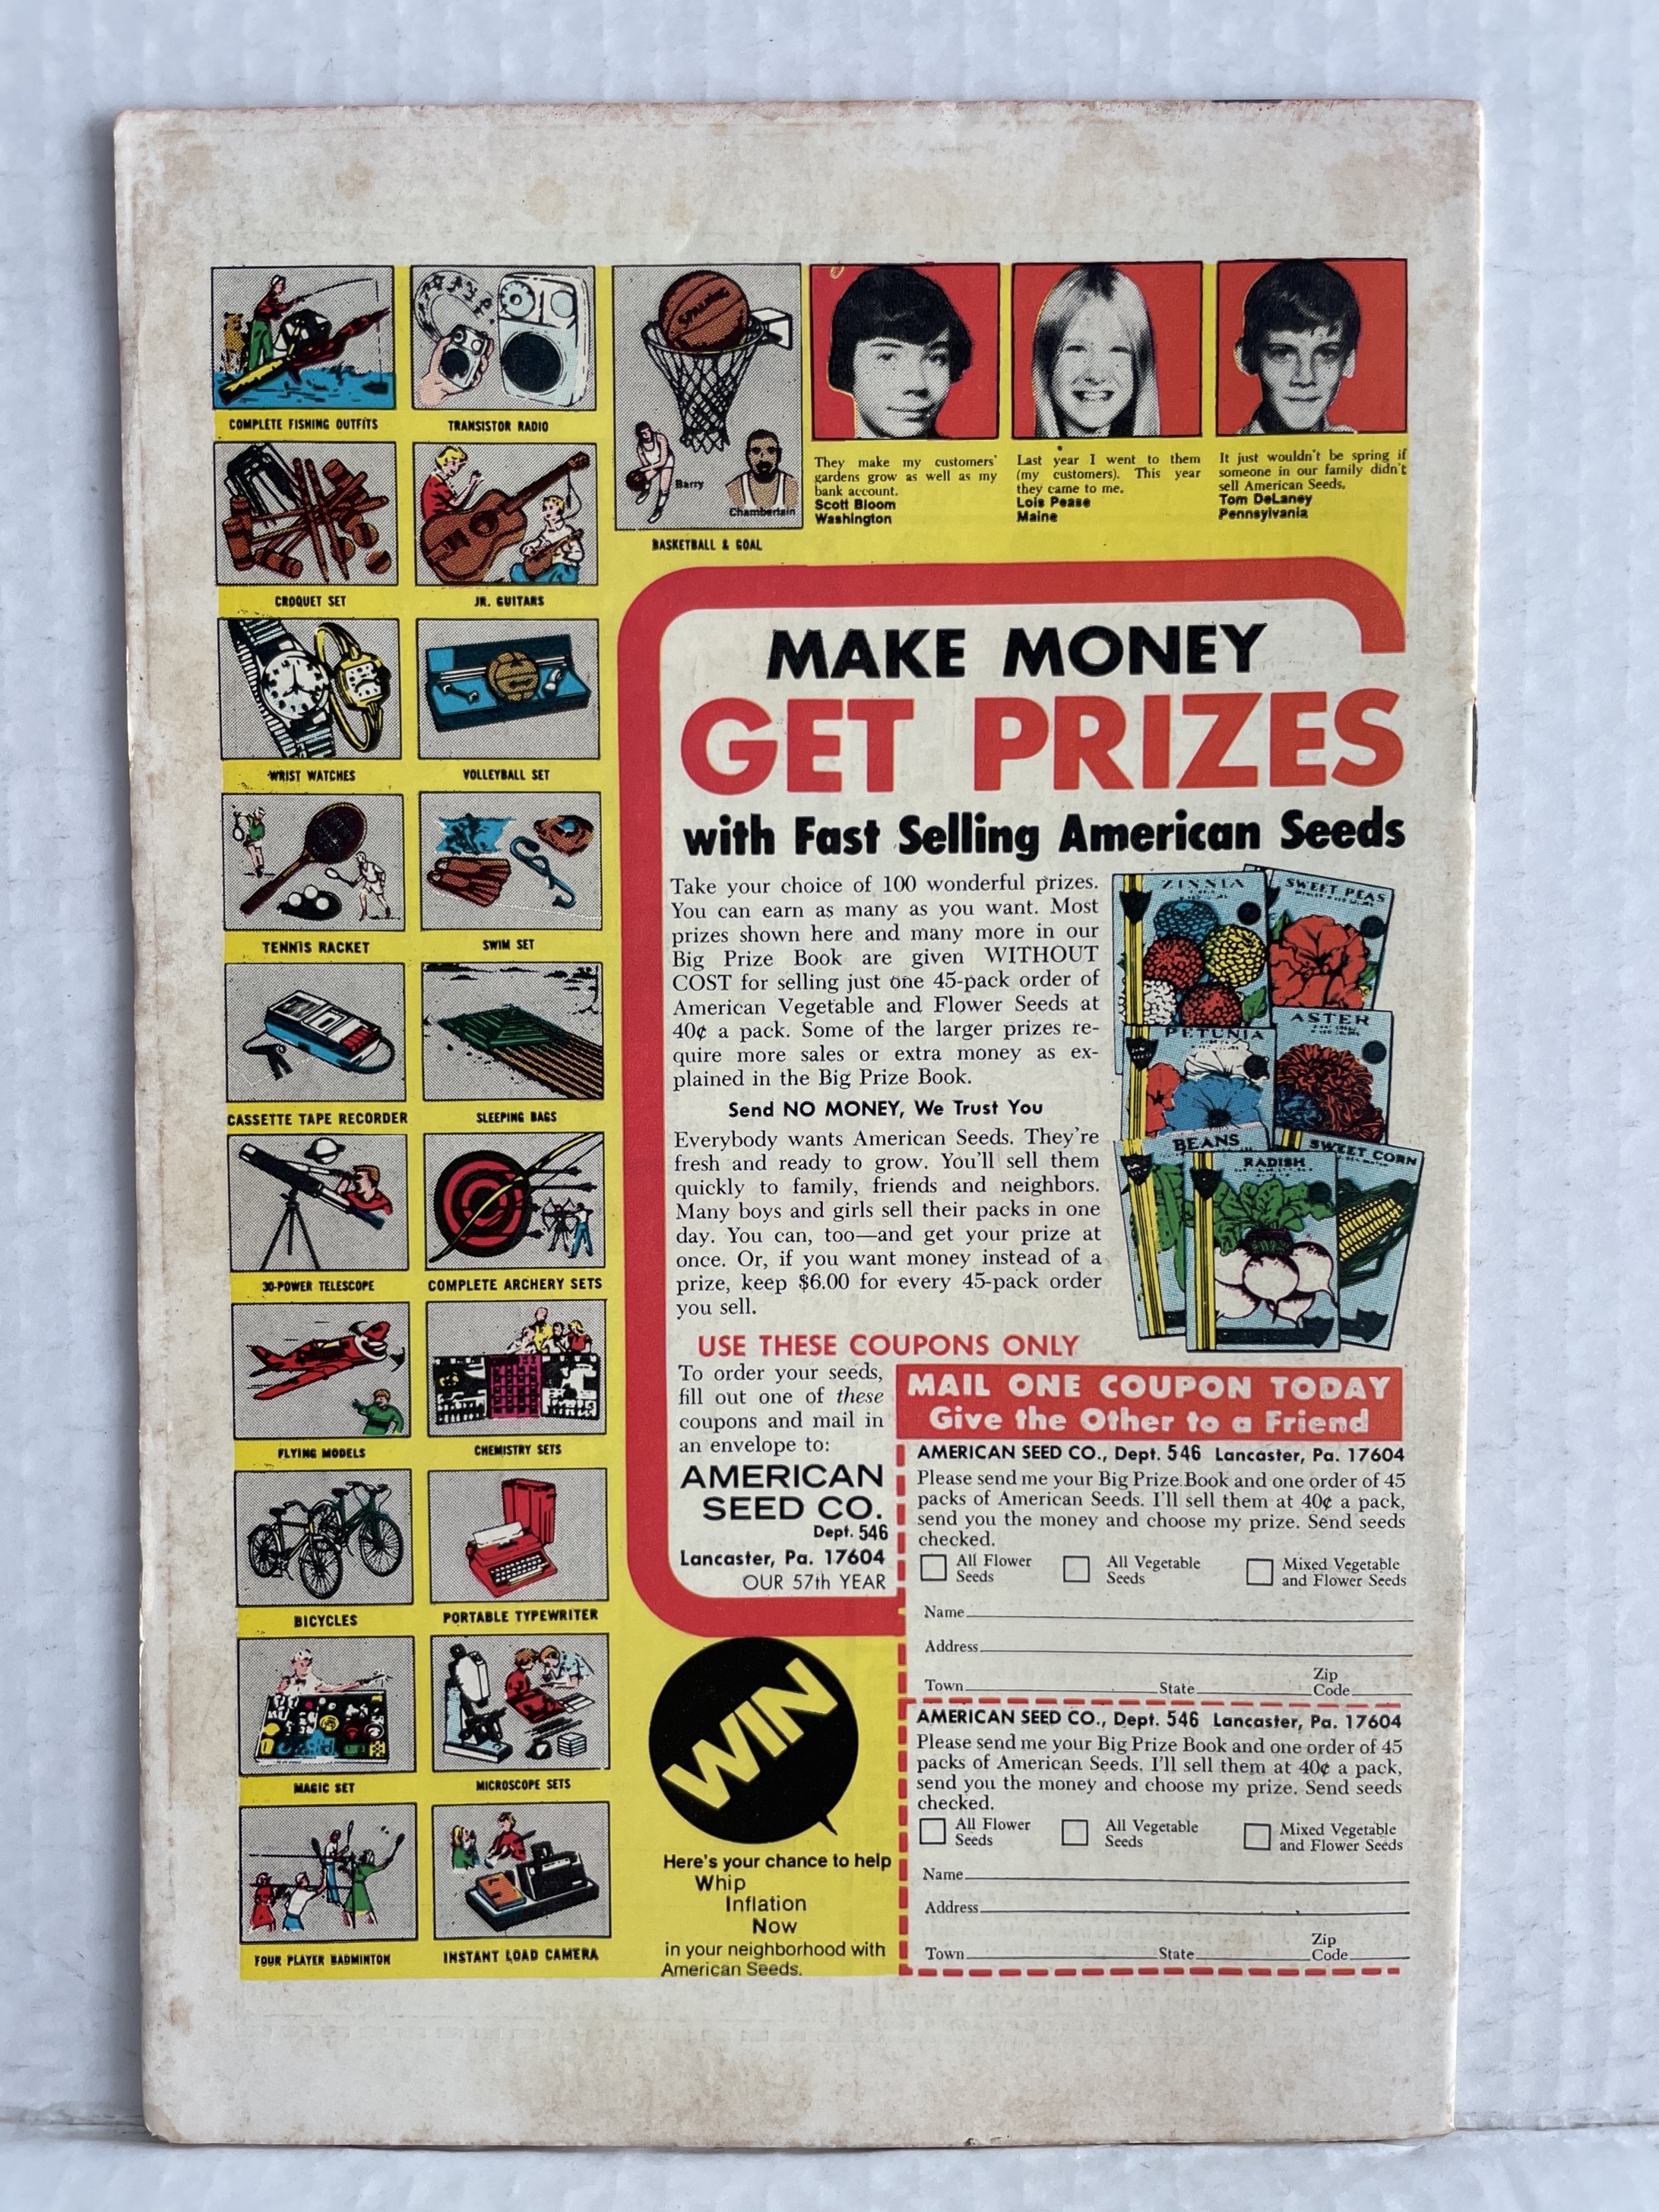 COMPLETE FISHING OUTFITS
TRANSISTOR RADIO
SPALDING
Barry
Chamberlain
BASKETBALL & GOAL
They make my customers'
gardens grow as well as my
bank account.
Scott Bloom
Washington
Last year I went to them
(my customers). This year
they came to me.
Lois Pease
Maine
It just wouldn't be spring if
someone in our family didn't
sell American Seeds.
Tom DeLaney
Pennsylvania
CROQUET SET
JR. GUITARS
WRIST WATCHES
VOLLEYBALL SET
TENNIS RACKET
SWIM SET
CASSETTE TAPE RECORDER
SLEEPING BAGS
30-POWER TELESCOPE
COMPLETE ARCHERY SETS
FLYING MODELS
CHEMISTRY SETS
BICYCLES
PORTABLE TYPEWRITER
MAGIC SET
MICROSCOPE SETS
FOUR PLAYER BADMINTON
INSTANT LOAD CAMERA
MAKE MONEY
GET PRIZES
with Fast Selling American Seeds
Take your choice of 100 wonderful prizes.
You can earn as many as you want. Most
prizes shown here and many more in our
Big Prize Book are given WITHOUT
COST for selling just one 45-pack order of
American Vegetable and Flower Seeds at
40¢ a pack. Some of the larger prizes re-
quire more sales or extra money as ex-
plained in the Big Prize Book.
Send NO MONEY, We Trust You
Everybody wants American Seeds. They're
fresh and ready to grow. You'll sell them
quickly to family, friends and neighbors.
Many boys and girls sell their packs in one
day. You can, too—and get your prize at
once. Or, if you want money instead of a
prize, keep $6.00 for every 45-pack order
you sell.
ZINNIA
SWEET PEAS
PETUNIA
ASTER
BEANS
RADISH
SWEET CORN
USE THESE COUPONS ONLY
To order your seeds,
fill out one of these
coupons and mail in
an envelope to:
AMERICAN
SEED CO.
Dept. 546
Lancaster, Pa. 17604
OUR 57th YEAR
MAIL ONE COUPON TODAY
Give the Other to a Friend
AMERICAN SEED CO., Dept. 546 Lancaster, Pa. 17604
Please send me your Big Prize Book and one order of 45
packs of American Seeds. I'll sell them at 40¢ a pack,
send you the money and choose my prize. Send seeds
checked.
All Flower
Seeds
All Vegetable
Seeds
Mixed Vegetable
and Flower Seeds
Name
Address
Town State Zip
Code
AMERICAN SEED CO., Dept. 546 Lancaster, Pa. 17604
Please send me your Big Prize Book and one order of 45
packs of American Seeds. I'll sell them at 40¢ a pack,
send you the money and choose my prize. Send seeds
checked.
All Flower
Seeds
All Vegetable
Seeds
Mixed Vegetable
and Flower Seeds
Name
Address
Town State Zip
Code
WIN
Here's your chance to help
Whip
Inflation
Now
in your neighborhood with
American Seeds.